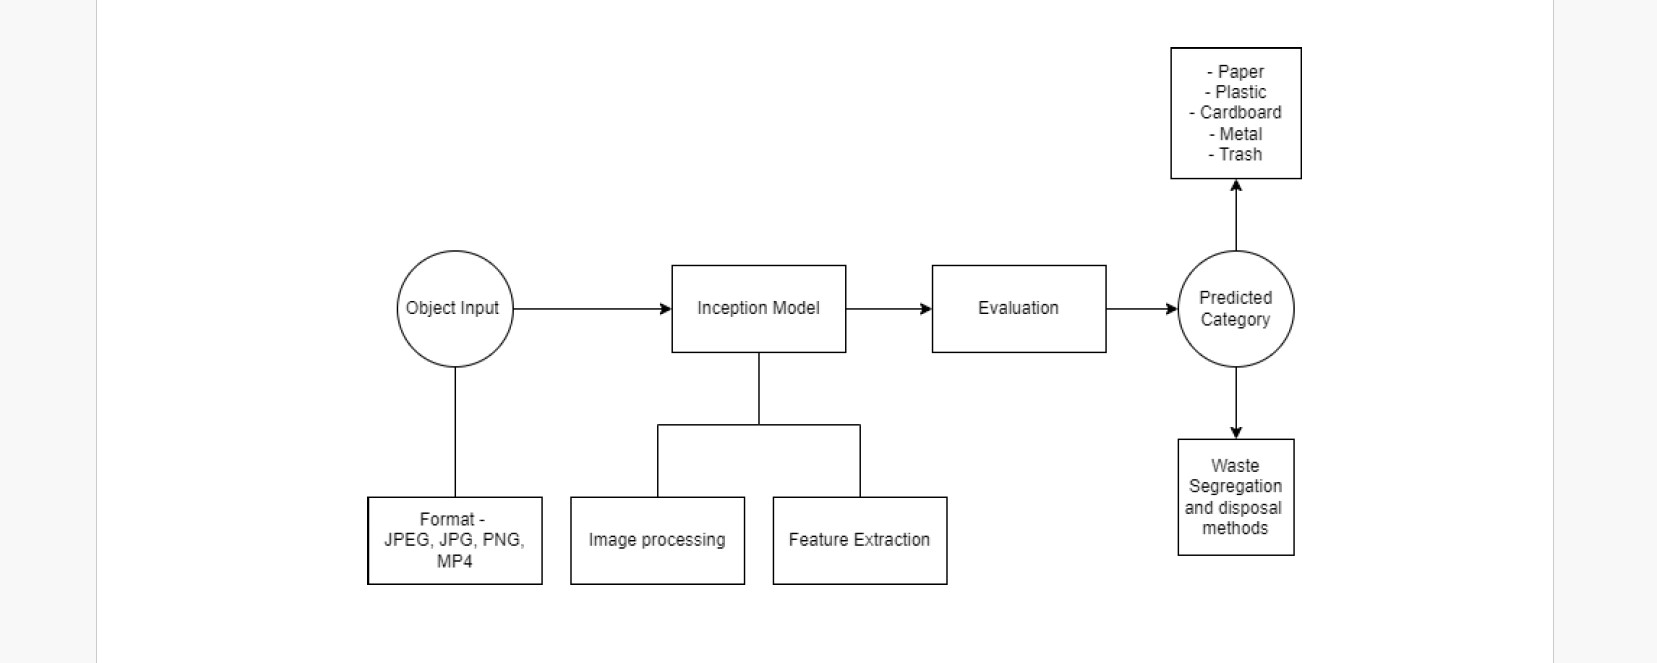 - Paper
- Plastic
- Cardboard
- Metal
- Trash
Object Input
Inception Model
Evaluation
Predicted
Category
Format -
JPEG, JPG, PNG,
MP4
Image processing
Feature Extraction
Waste
Segregation
and disposal
methods